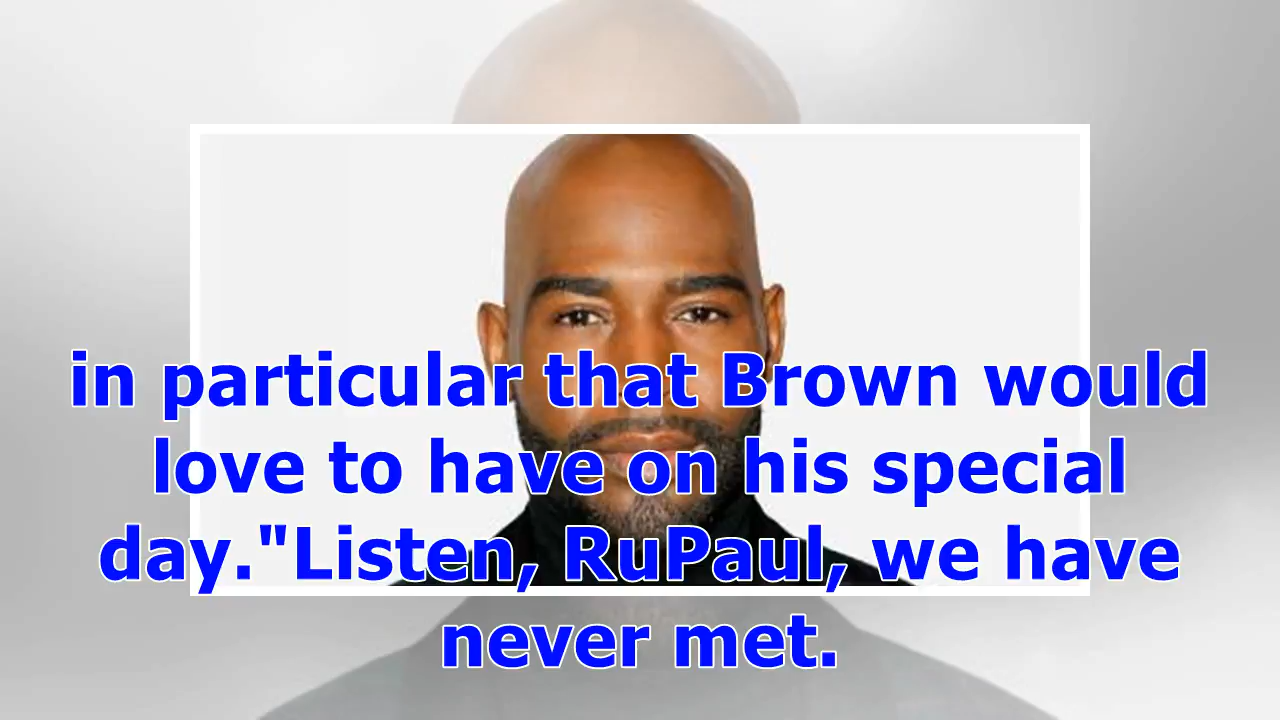 in particular that Brown would
love to have on his special
day."Listen, RuPaul, we have
never met.